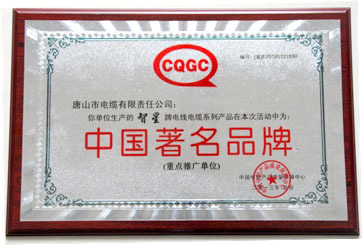 CQGC
唐山市电缆有限责任公司:
你单位生产的 智星 牌电线电缆系列产品在本次活动中为:
中国著名品牌
(重点推广单位)